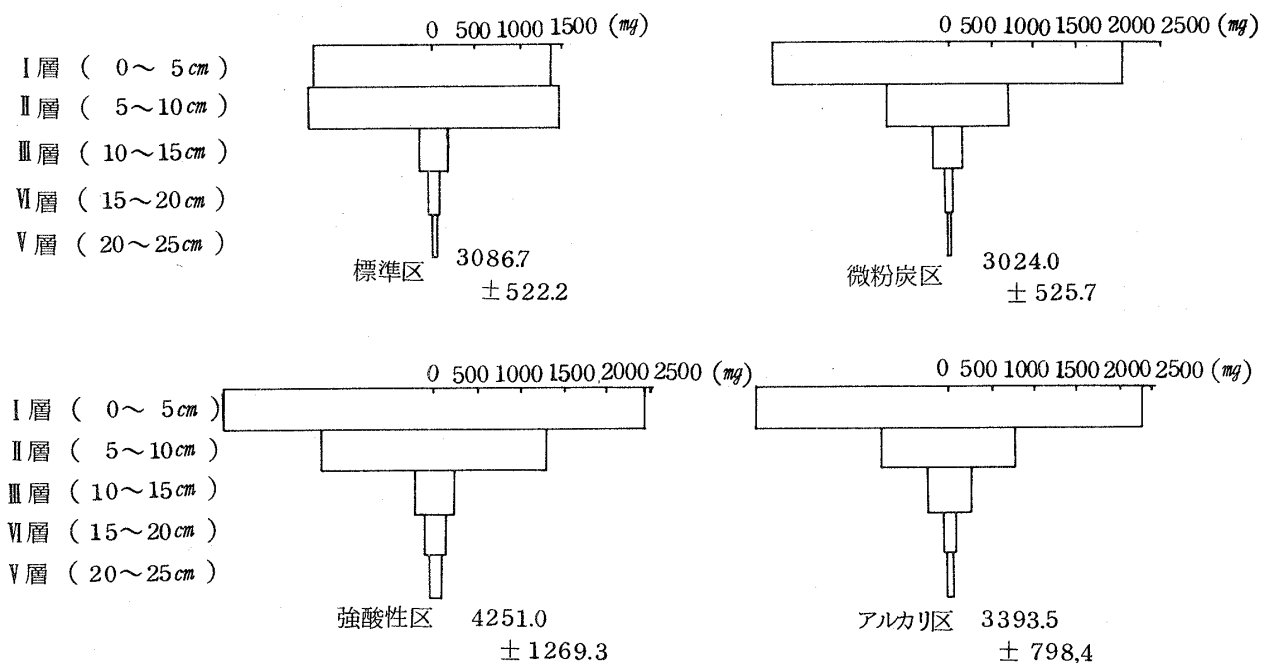 0 500 1000 1500 (mg)
0 500 1000 1500 2000 2500 (mg)
Ⅰ層 ( 0～ 5cm )
Ⅱ層 ( 5～10cm )
Ⅲ層 ( 10～15cm )
Ⅵ層 ( 15～20cm )
Ⅴ層 ( 20～25cm )
標準区 3086.7
±522.2
微粉炭区 3024.0
± 525.7
0 500 1000 1500 2000 2500 (mg)
0 500 1000 1500 2000 2500 (mg)
Ⅰ層 ( 0～ 5cm )
Ⅱ層 ( 5～10cm )
Ⅲ層 ( 10～15cm )
Ⅵ層 ( 15～20cm )
Ⅴ層 ( 20～25cm )
強酸性区 4251.0
± 1269.3
アルカリ区 3393.5
± 798,4